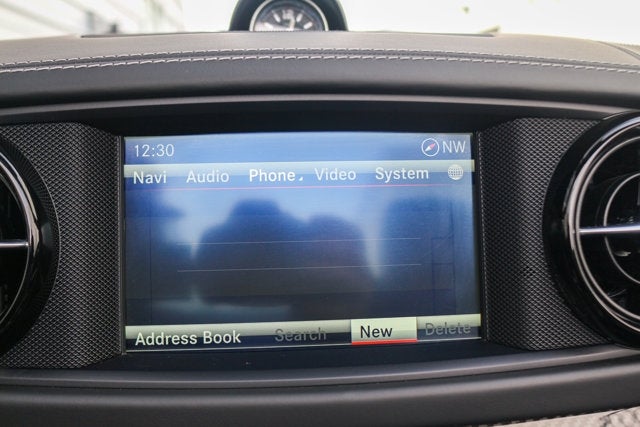 12:30 NW
Navi Audio Phone Video System
Address Book Search New Delete